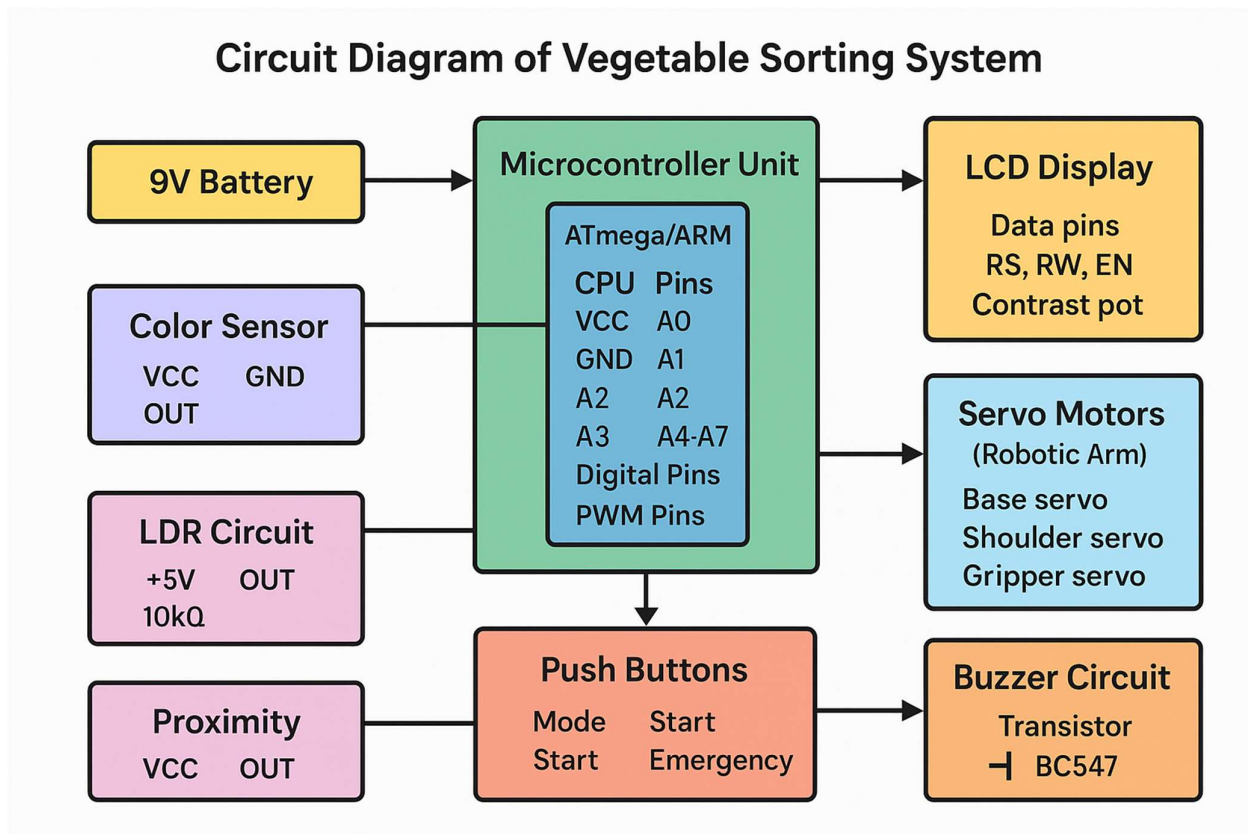 Circuit Diagram of Vegetable Sorting System
9V Battery
Color Sensor
VCC GND
OUT
LDR Circuit
+5V OUT
10kQ
Proximity
VCC OUT
Microcontroller Unit
ATmega/ARM
CPU Pins
VCC A0
GND A1
A2 A2
A3 A4-A7
Digital Pins
PWM Pins
Push Buttons
Mode Start
Start Emergency
LCD Display
Data pins
RS, RW, EN
Contrast pot
Servo Motors
(Robotic Arm)
Base servo
Shoulder servo
Gripper servo
Buzzer Circuit
Transistor
BC547